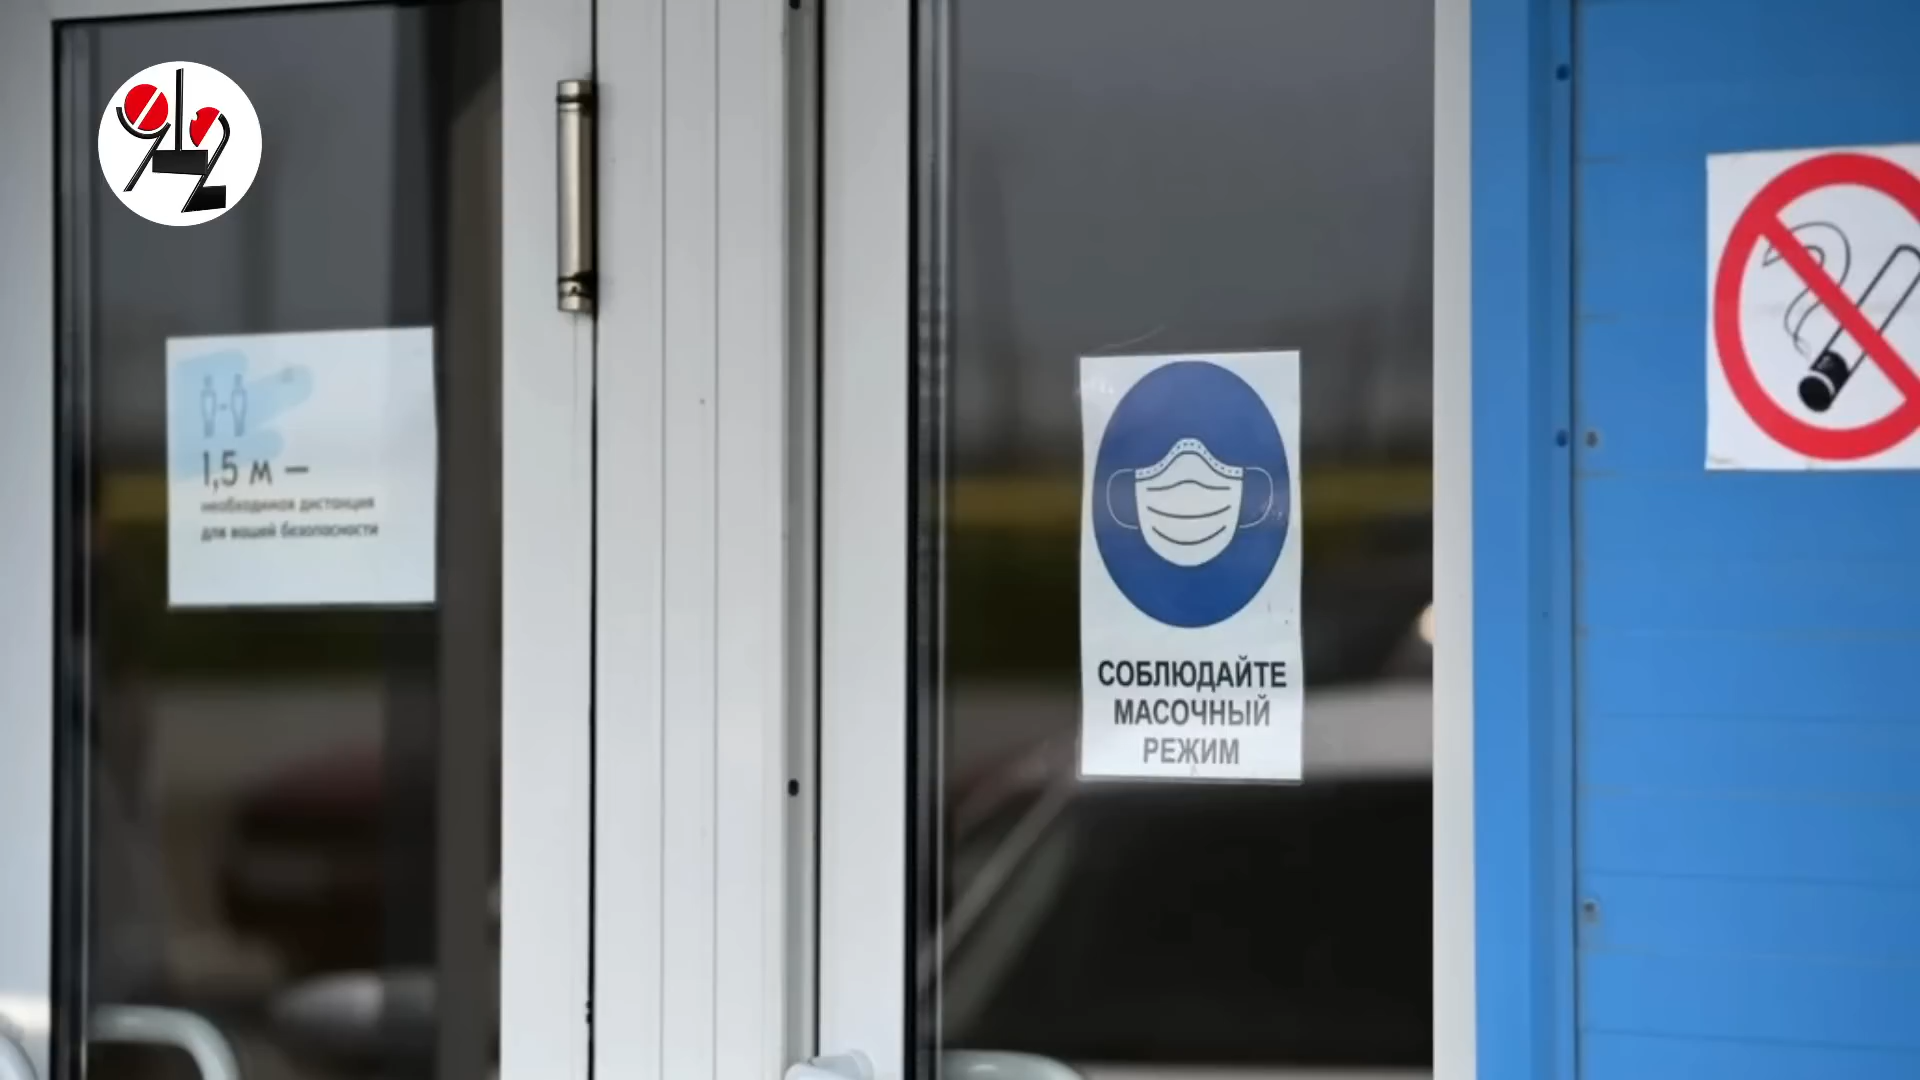 1,5 м —
необходимая дистанция
для вашей безопасности
СОБЛЮДАЙТЕ
МАСОЧНЫЙ
РЕЖИМ